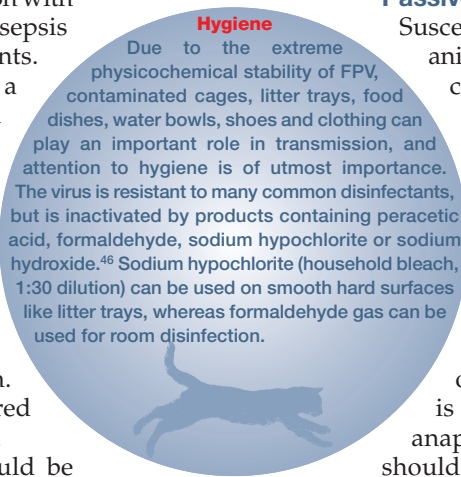 on with
sepsis
nts.
a
n.
red
uld be
Hygiene
Due to the extreme
physicochemical stability of FPV,
contaminated cages, litter trays, food
dishes, water bowls, shoes and clothing can
play an important role in transmission, and
attention to hygiene is of utmost importance.
The virus is resistant to many common disinfectants,
but is inactivated by products containing peracetic
acid, formaldehyde, sodium hypochlorite or sodium
hydroxide.46 Sodium hypochlorite (household bleach,
1:30 dilution) can be used on smooth hard surfaces
like litter trays, whereas formaldehyde gas can be
used for room disinfection.
Susce
ani
c
is
anap
should